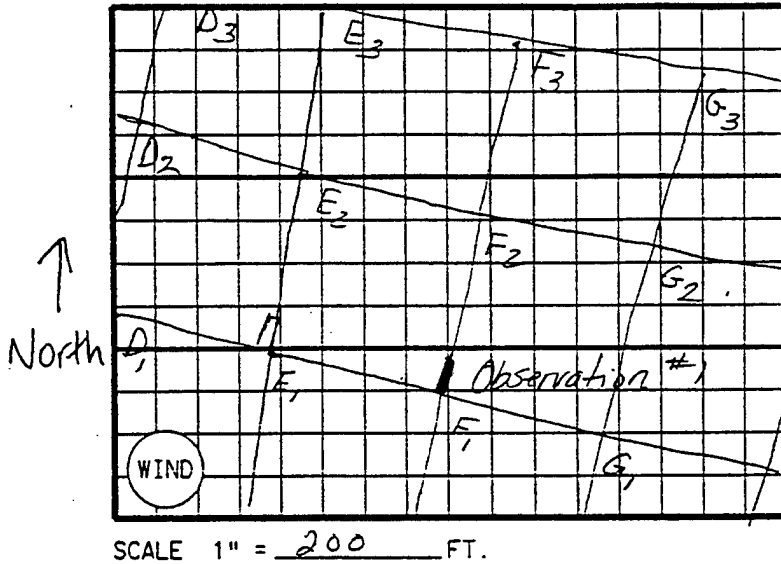 D3
E3
F3
G3
D2
E2
F2
G2
North
D1
E1
Observation #1
F1
G1
WIND
SCALE 1" = 200 FT.